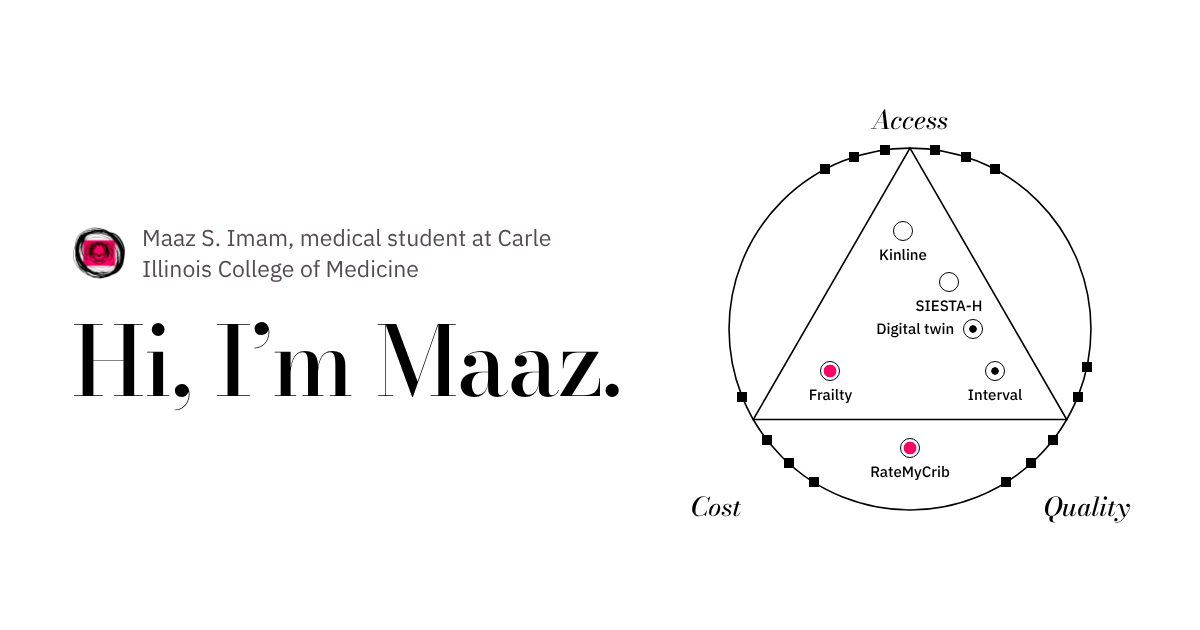 Maaz S. Imam, medical student at Carle
Illinois College of Medicine
Hi, I’m Maaz.
Access
Kinline
SIESTA-H
Digital twin
Frailty
Interval
RateMyCrib
Cost
Quality